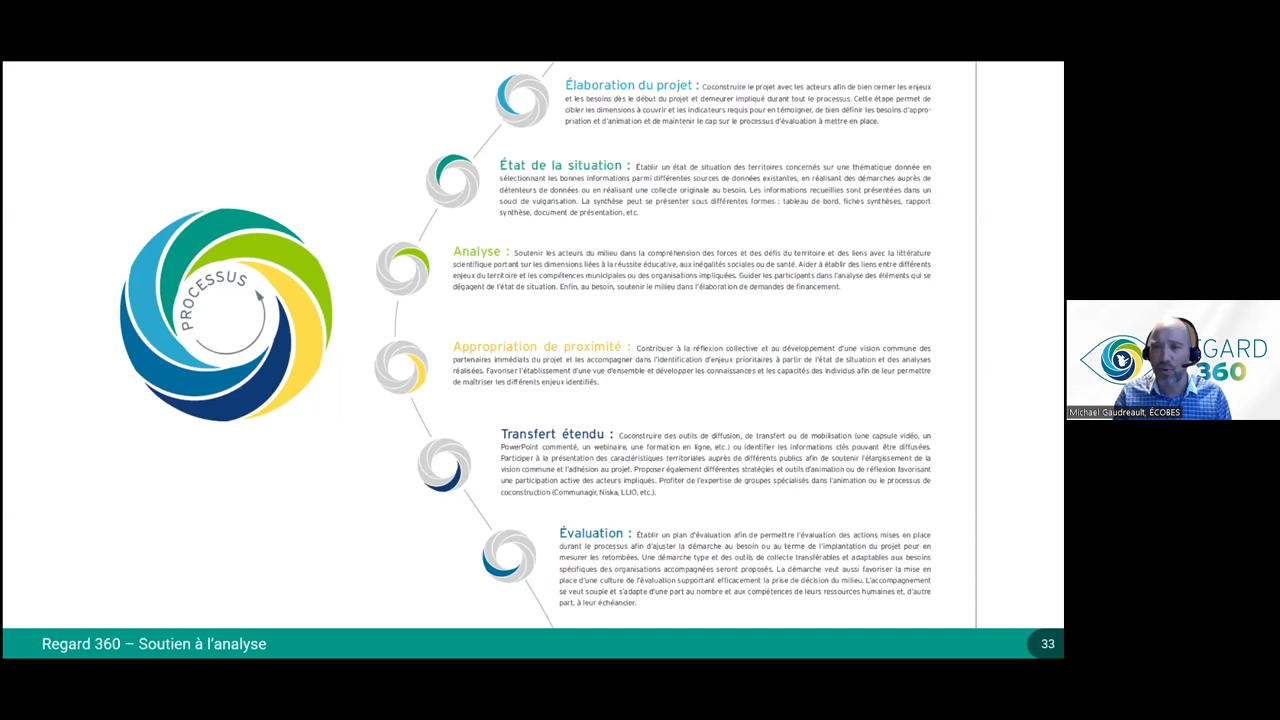 PROCESSUS
Élaboration du projet : Coconstruire le projet avec les acteurs afin de bien cerner les enjeux
et les besoins dès le début du projet et demeurer impliqué durant tout le processus. Cette étape permet de
cibler les dimensions à couvrir et les indicateurs requis pour en témoigner, de bien définir les besoins d'appro-
priation et d'animation et de maintenir le cap sur le processus d'évaluation à mettre en place.
État de la situation : Établir un état de situation des territoires concernés sur une thématique donnée en
sélectionnant les bonnes informations parmi différentes sources de données existantes, en réalisant des démarches auprès de
détenteurs de données ou en réalisant une collecte originale au besoin. Les informations recueillies sont présentées dans un
souci de vulgarisation. La synthèse peut se présenter sous différentes formes : tableau de bord, fiches synthèses, rapport
synthèse, document de présentation, etc.
Analyse : Soutenir les acteurs du milieu dans la compréhension des forces et des défis du territoire et des liens avec la littérature
scientifique portant sur les dimensions liées à la réussite éducative, aux inégalités sociales ou de santé. Aider à établir des liens entre différents
enjeux du territoire et les compétences municipales ou des organisations impliquées. Guider les participants dans l'analyse des éléments qui se
dégagent de l'état de situation. Enfin, au besoin, soutenir le milieu dans l'élaboration de demandes de financement.
Appropriation de proximité : Contribuer à la réflexion collective et au développement d'une vision commune des
partenaires immédiats du projet et les accompagner dans l'identification d'enjeux prioritaires à partir de l'état de situation et des analyses
réalisées. Favoriser l'établissement d'une vue d'ensemble et développer les connaissances et les capacités des individus afin de leur permettre
de maîtriser les différents enjeux identifiés.
Transfert étendu : Coconstruire des outils de diffusion, de transfert ou de mobilisation (une capsule vidéo, un
PowerPoint commenté, un webinaire, une formation en ligne, etc.) ou identifier les informations clés pouvant être diffusées.
Participer à la présentation des caractéristiques territoriales auprès de différents publics afin de soutenir l'élargissement de la
vision commune et l'adhésion au projet. Proposer également différentes stratégies et outils d'animation ou de réflexion favorisant
une participation active des acteurs impliqués. Profiter de l'expertise de groupes spécialisés dans l'animation ou le processus de
coconstruction (Communagir, Niska, LLIO, etc.).
Évaluation : Établir un plan d'évaluation afin de permettre l'évaluation des actions mises en place
durant le processus afin d'ajuster la démarche au besoin ou au terme de l'implantation du projet pour en
mesurer les retombées. Une démarche type et des outils de collecte transférables et adaptables aux besoins
spécifiques des organisations accompagnées seront proposés. La démarche veut aussi favoriser la mise en
place d'une culture de l'évaluation supportant efficacement la prise de décision du milieu. L'accompagnement
se veut souple et s'adapte d'une part au nombre et aux compétences de leurs ressources humaines et, d'autre
part, à leur échéancier.
Regard 360 – Soutien à l'analyse
33
EGARD
360
Michael Gaudreault, ÉCOBES